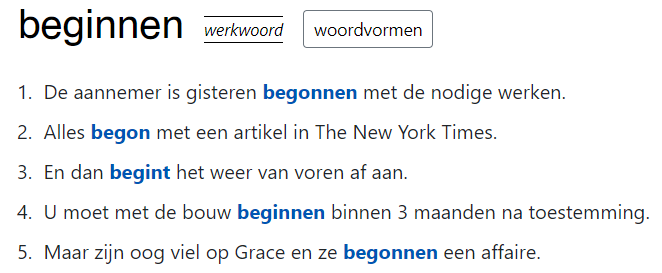 beginnen werkwoord woordvormen
1. De aannemer is gisteren begonnen met de nodige werken.
2. Alles begon met een artikel in The New York Times.
3. En dan begint het weer van voren af aan.
4. U moet met de bouw beginnen binnen 3 maanden na toestemming.
5. Maar zijn oog viel op Grace en ze begonnen een affaire.